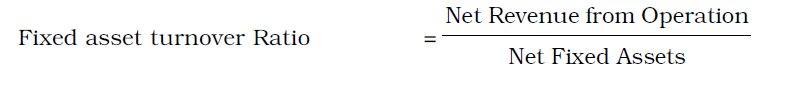 Net Revenue from Operation
Fixed asset turnover Ratio =
Net Fixed Assets